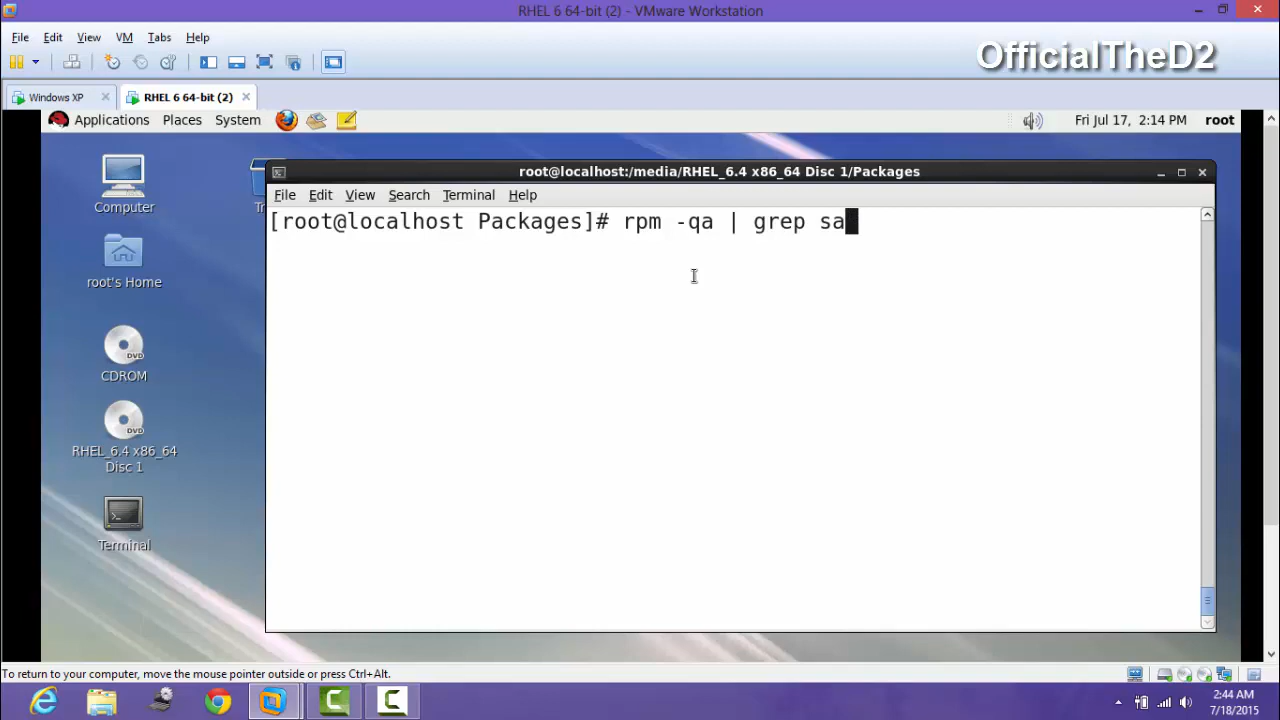 RHEL 6 64-bit (2) - VMware Workstation
File Edit View VM Tabs Help
OfficialTheD2
Windows XP
RHEL 6 64-bit (2)
Applications Places System
Fri Jul 17, 2:14 PM root
Computer
root's Home
CDROM
RHEL_6.4 x86_64
Disc 1
Terminal
Tr
root@localhost:/media/RHEL_6.4 x86_64 Disc 1/Packages
File Edit View Search Terminal Help
[root@localhost Packages]# rpm -qa | grep sa
To return to your computer, move the mouse pointer outside or press Ctrl+Alt.
2:44 AM
7/18/2015